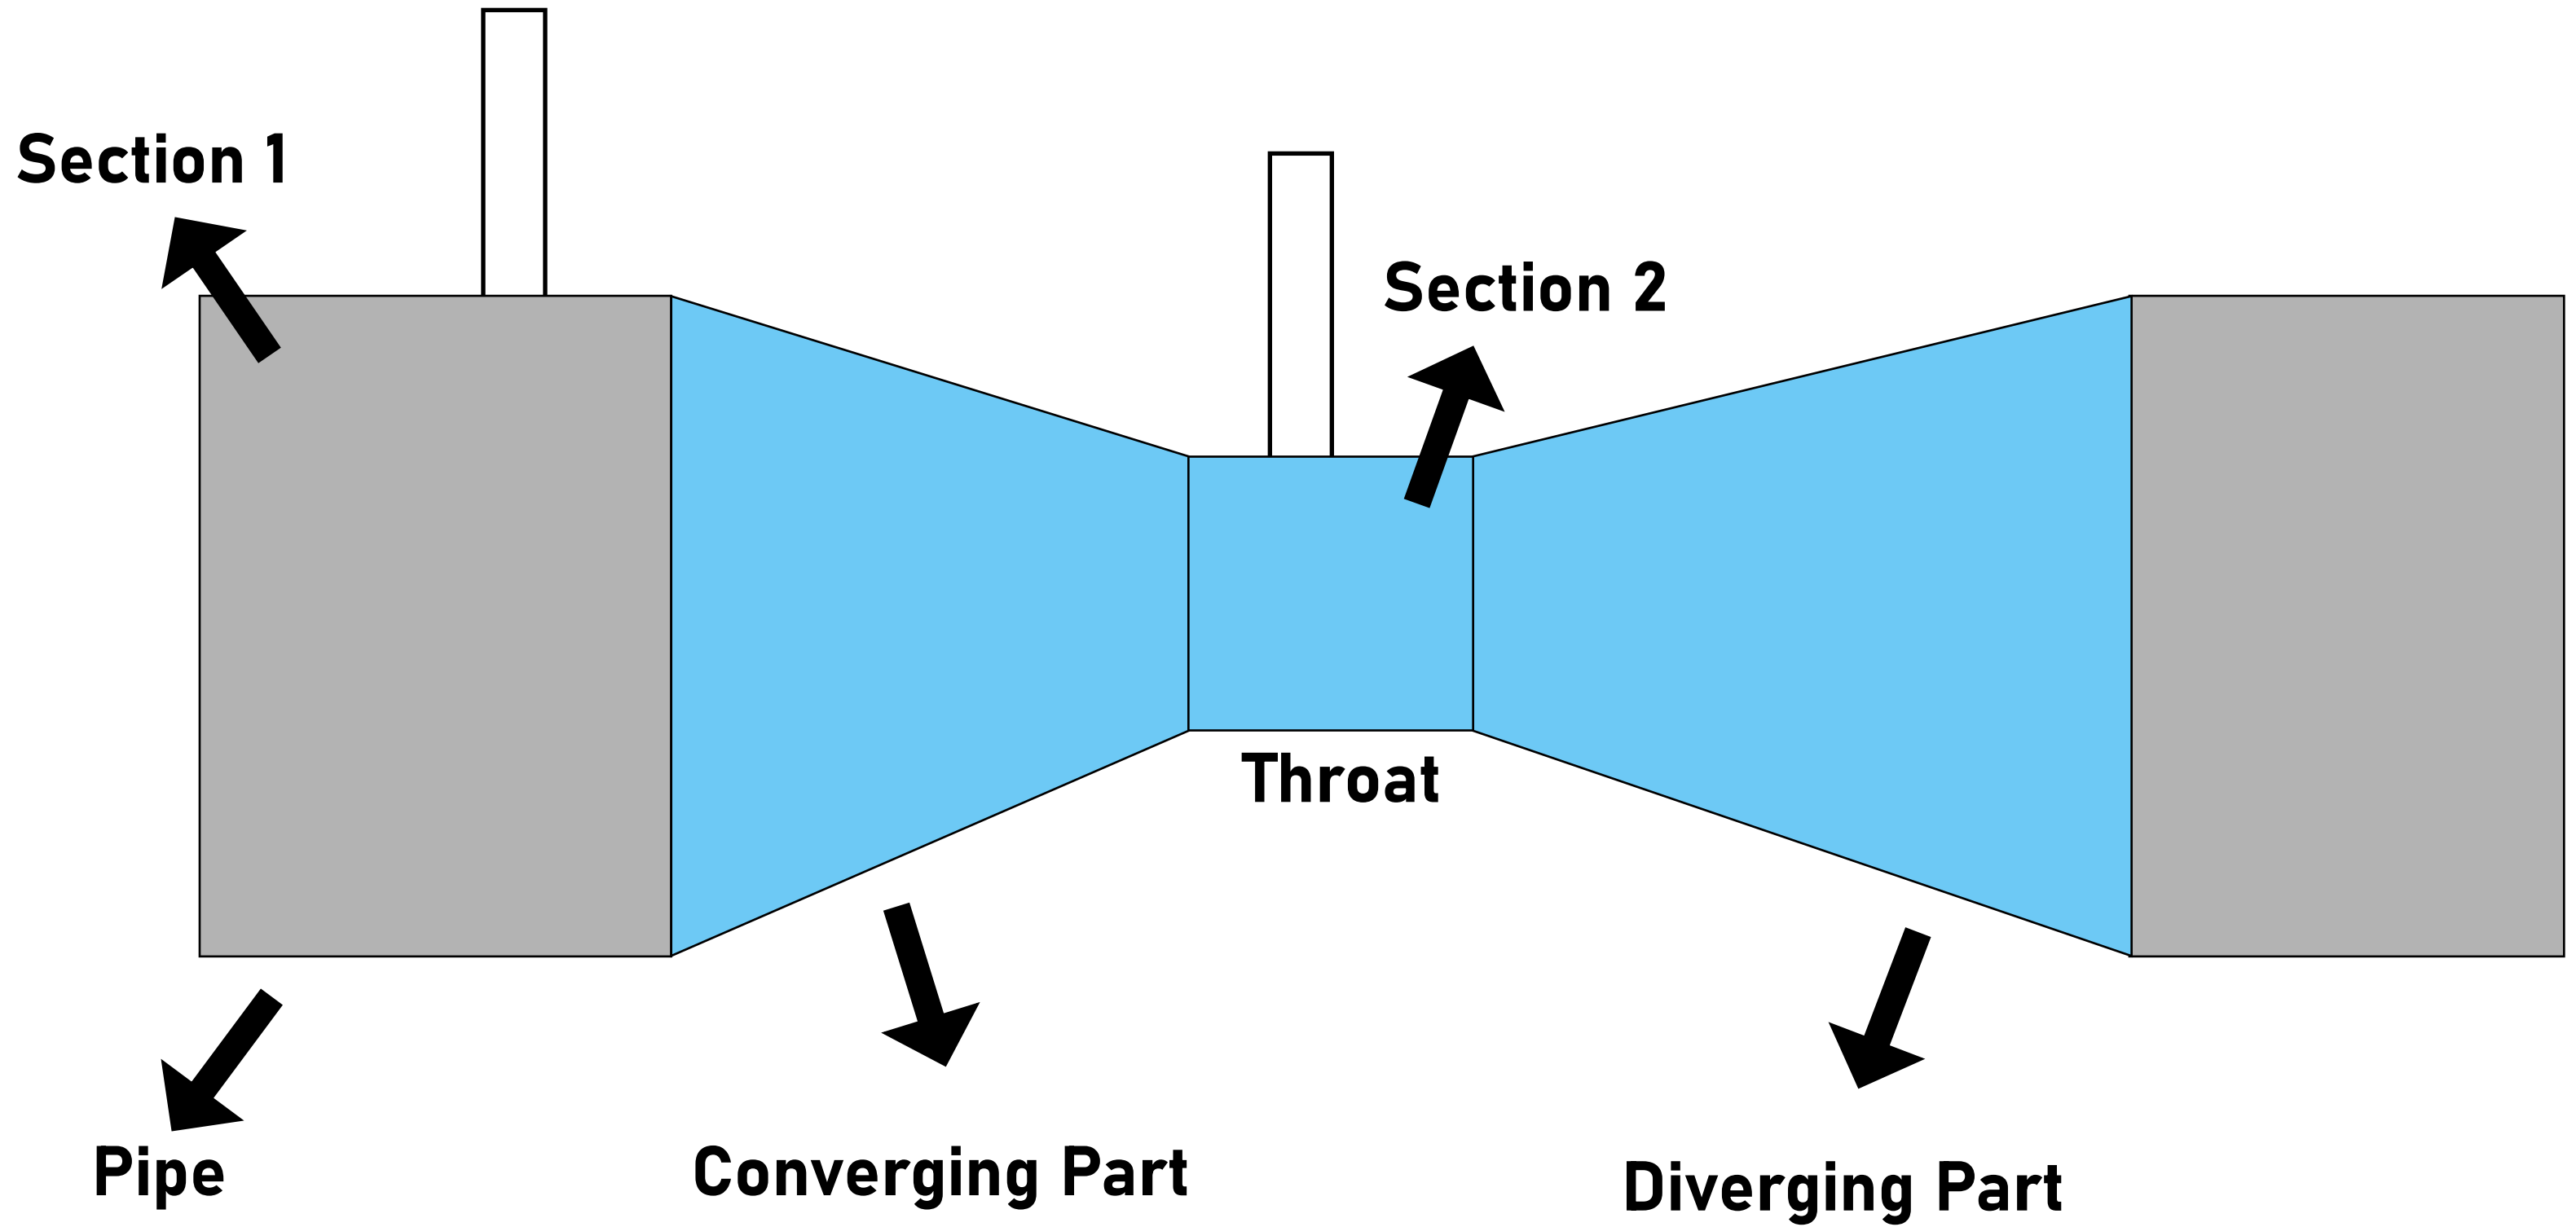 Section 1
Section 2
Throat
Pipe
Converging Part
Diverging Part